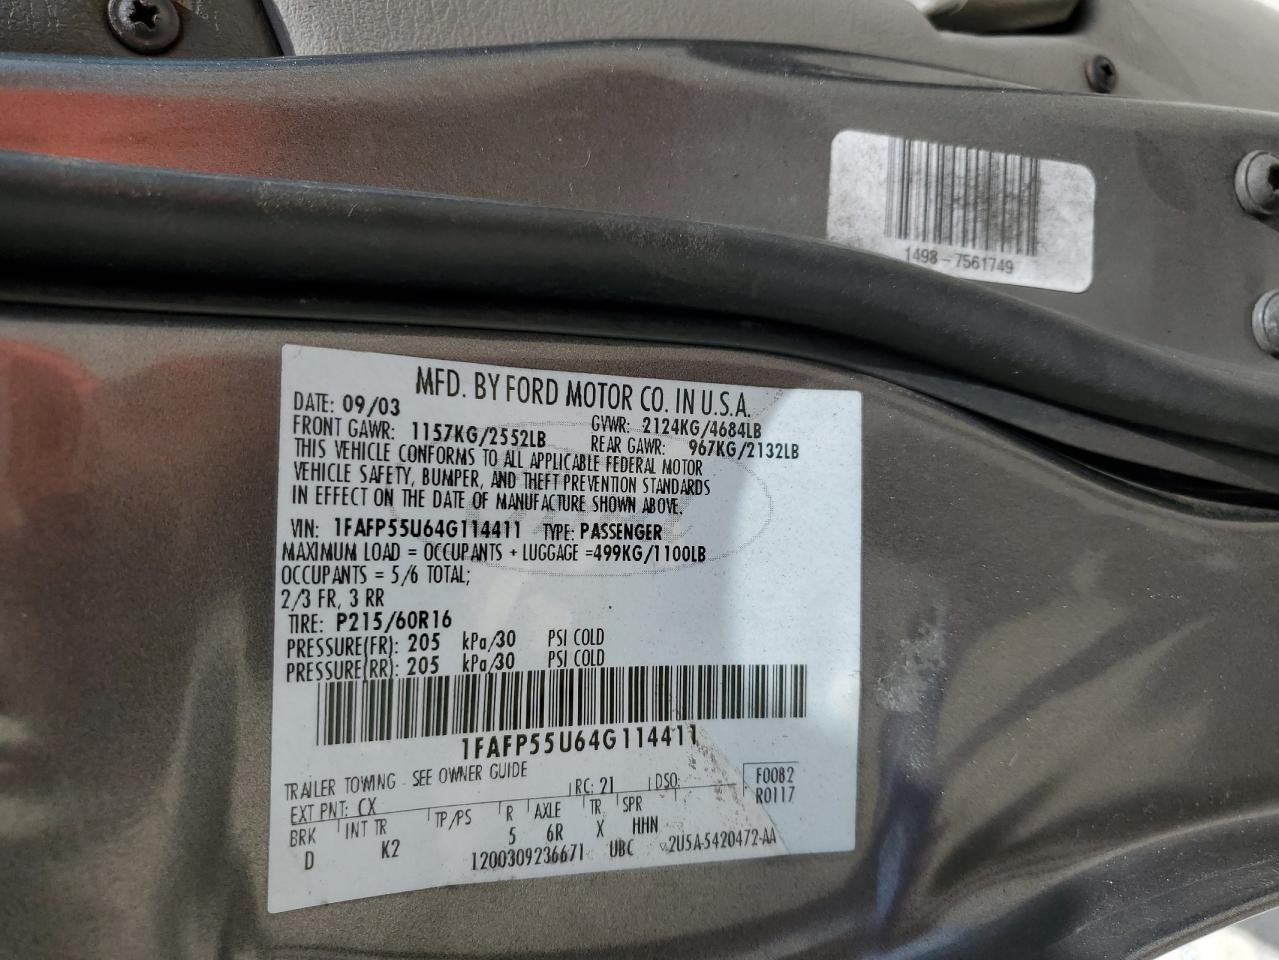 1498-7561749
MFD. BY FORD MOTOR CO. IN U.S.A.
DATE: 09/03 GVWR: 2124KG/4684LB
FRONT GAWR: 1157KG/2552LB REAR GAWR: 967KG/2132LB
THIS VEHICLE CONFORMS TO ALL APPLICABLE FEDERAL MOTOR
VEHICLE SAFETY, BUMPER, AND THEFT PREVENTION STANDARDS
IN EFFECT ON THE DATE OF MANUFACTURE SHOWN ABOVE.
VIN: 1FAFP55U64G114411 TYPE: PASSENGER
MAXIMUM LOAD = OCCUPANTS + LUGGAGE =499KG/1100LB
OCCUPANTS = 5/6 TOTAL;
2/3 FR, 3 RR
TIRE: P215/60R16
PRESSURE(FR): 205 kPa/30 PSI COLD
PRESSURE(RR): 205 kPa/30 PSI COLD
1FAFP55U64G114411
TRAILER TOWING - SEE OWNER GUIDE
EXT PNT: CX RC: 21 DSO: F0082
R0117
BRK INT TR TP/PS R AXLE TR SPR
D K2 5 6R X HHN
1200309236671 UBC 2U5A-5420472-AA